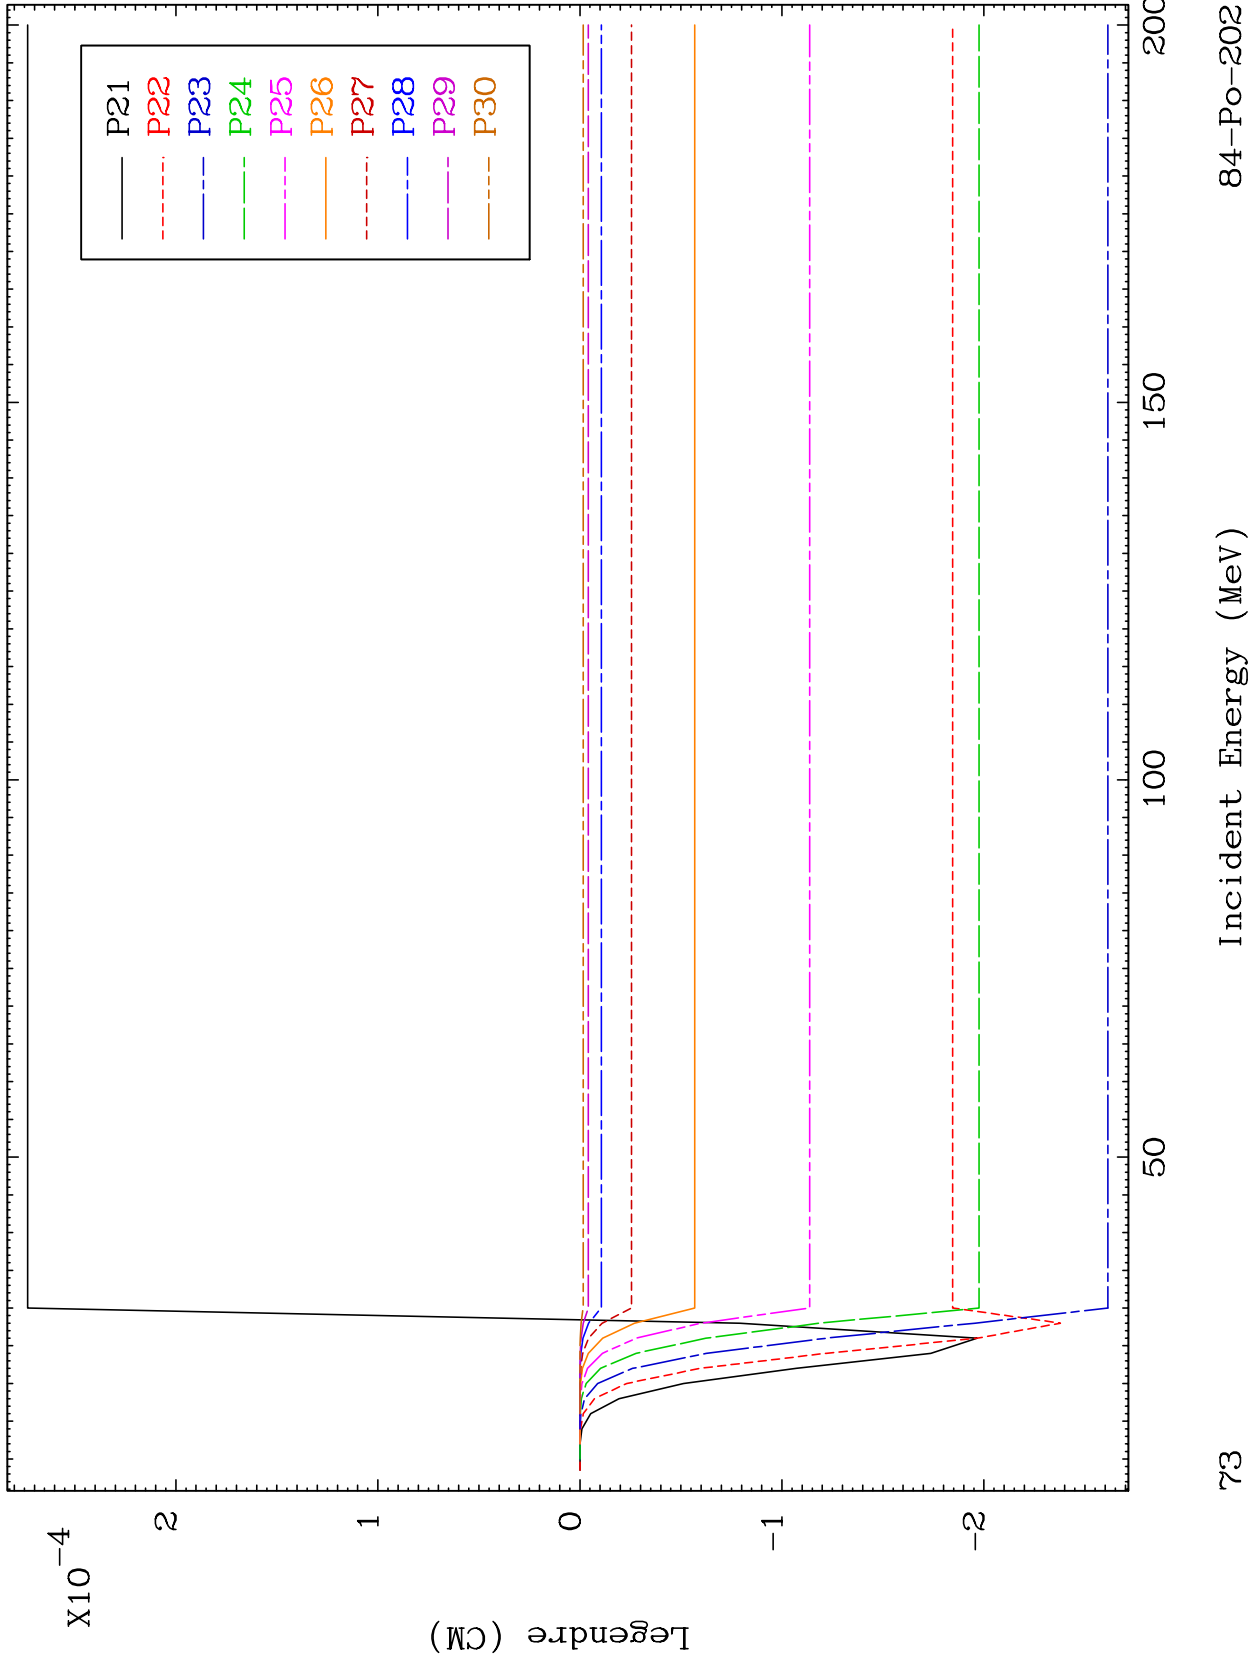 X10^-4
2
1
0
-1
-2
Legendre (CM)
P21
P22
P23
P24
P25
P26
P27
P28
P29
P30
50
100
150
200
73
Incident Energy (MeV)
84-Po-202